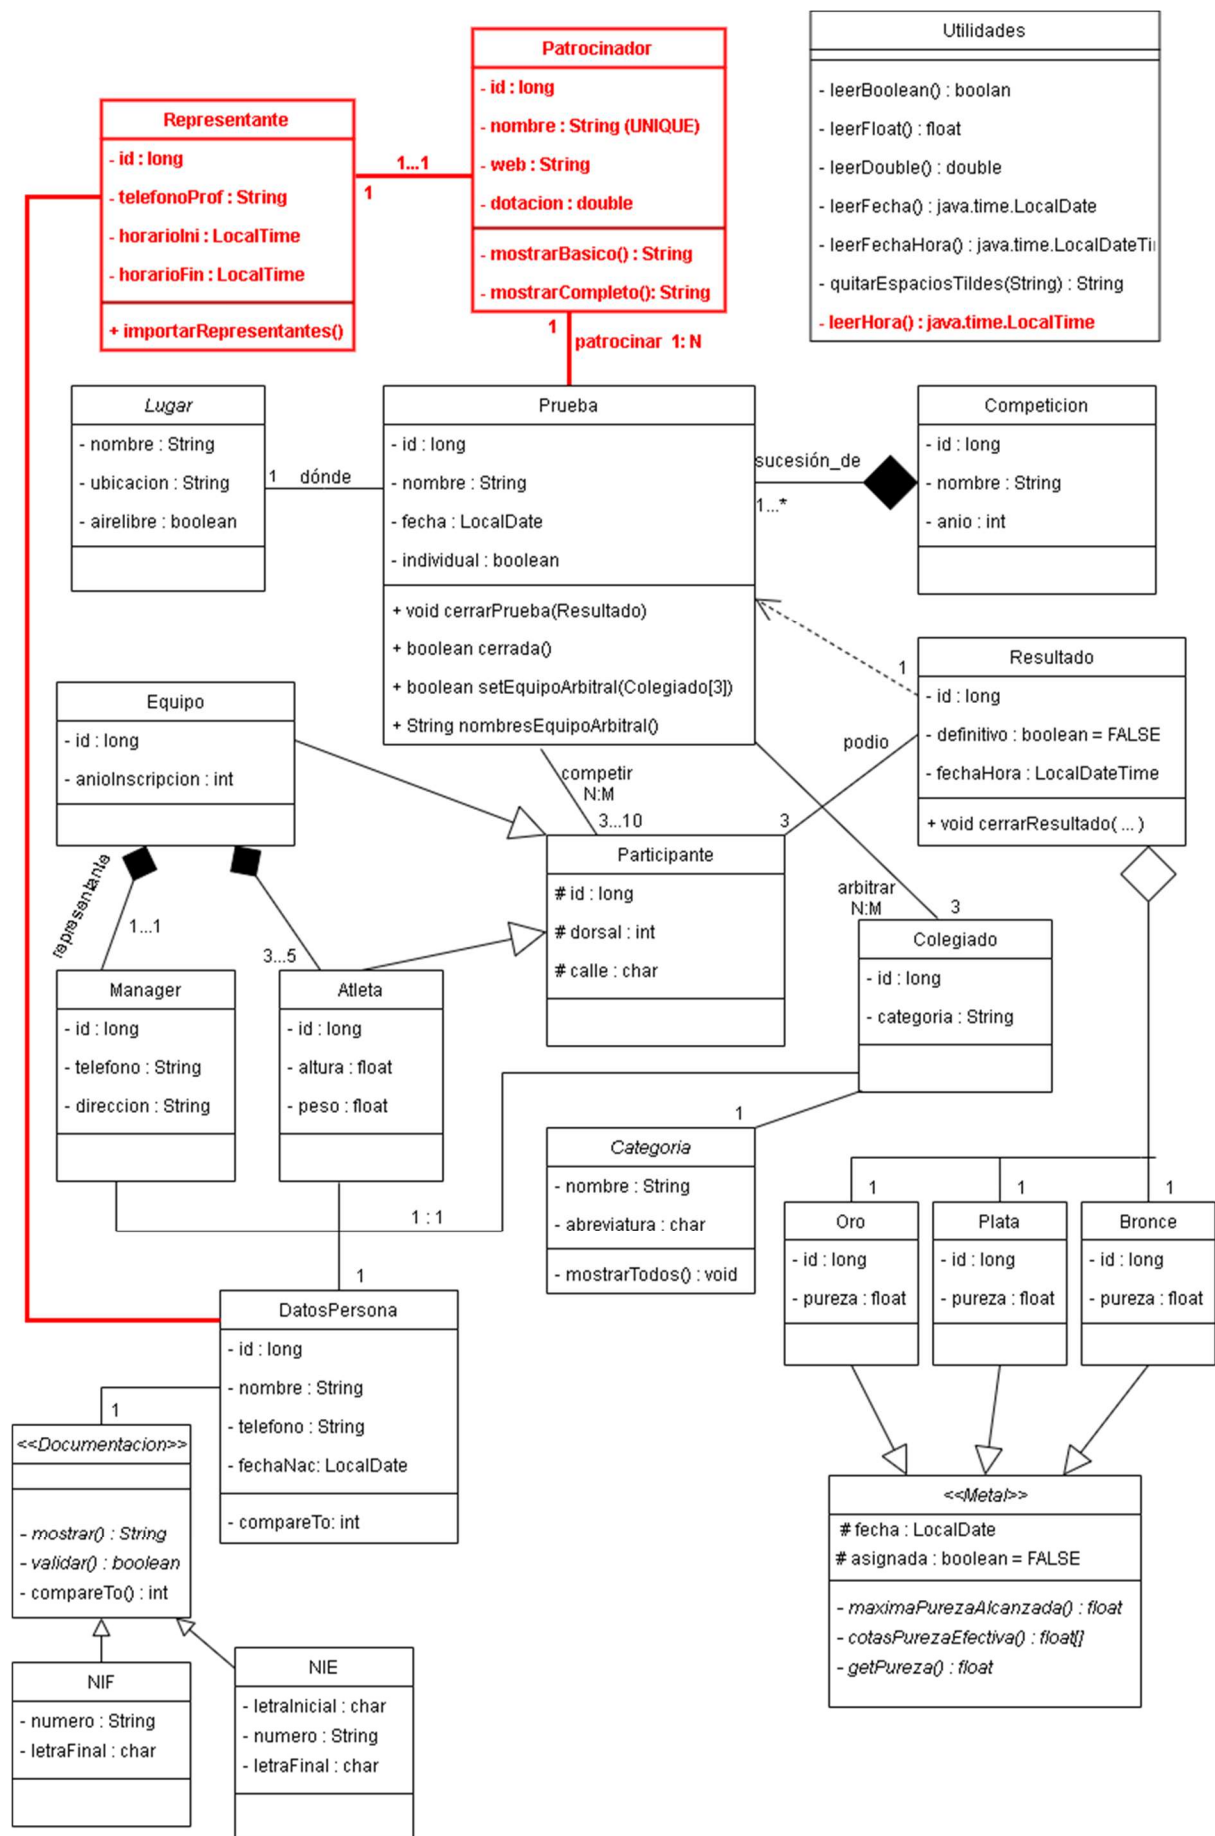 Patrocinador
- id : long
- nombre : String (UNIQUE)
- web : String
- dotacion : double
- mostrarBasico() : String
- mostrarCompleto(): String
Utilidades
- leerBoolean() : boolan
- leerFloat() : float
- leerDouble() : double
- leerFecha() : java.time.LocalDate
- leerFechaHora() : java.time.LocalDateTi
- quitarEspaciosTildes(String) : String
- leerHora() : java.time.LocalTime
Representante
- id : long
- telefonoProf : String
- horarioIni : LocalTime
- horarioFin : LocalTime
+ importarRepresentantes()
1...1
1
1
patrocinar 1: N
Lugar
- nombre : String
- ubicacion : String
- airelibre : boolean
1 dónde
Prueba
- id : long
- nombre : String
- fecha : LocalDate
- individual : boolean
+ void cerrarPrueba(Resultado)
+ boolean cerrada()
+ boolean setEquipoArbitral(Colegiado[3])
+ String nombresEquipoArbitral()
sucesión_de
1...*
Competicion
- id : long
- nombre : String
- anio : int
1
Resultado
- id : long
- definitivo : boolean = FALSE
- fechaHora : LocalDateTime
+ void cerrarResultado( ... )
Equipo
- id : long
- anioInscripcion : int
podio
competir
N:M
3...10
3
Participante
# id : long
# dorsal : int
# calle : char
arbitrar
N:M
3
Colegiado
- id : long
- categoria : String
representante
1...1
3...5
Manager
- id : long
- telefono : String
- direccion : String
Atleta
- id : long
- altura : float
- peso : float
1
Categoria
- nombre : String
- abreviatura : char
- mostrarTodos() : void
1 : 1
1
1
1
Oro
- id : long
- pureza : float
Plata
- id : long
- pureza : float
Bronce
- id : long
- pureza : float
1
DatosPersona
- id : long
- nombre : String
- telefono : String
- fechaNac: LocalDate
- compareTo: int
1
<<Documentacion>>
- mostrar() : String
- validar() : boolean
- compareTo() : int
<<Metal>>
# fecha : LocalDate
# asignada : boolean = FALSE
- maximaPurezaAlcanzada() : float
- cotasPurezaEfectiva() : float[]
- getPureza() : float
NIF
- numero : String
- letraFinal : char
NIE
- letraInicial : char
- numero : String
- letraFinal : char